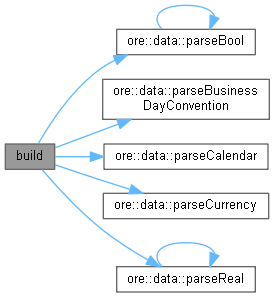 ore::data::parseBool
ore::data::parseBusiness
DayConvention
build
ore::data::parseCalendar
ore::data::parseCurrency
ore::data::parseReal